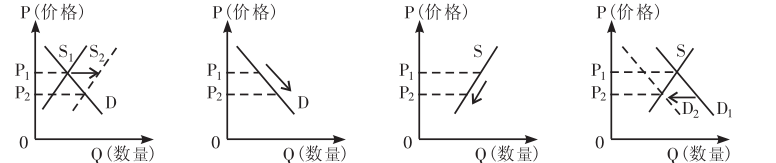 P(价格)
S₁ S₂
P₁
P₂
D
0
Q(数量)
P(价格)
P₁
P₂
D
0
Q(数量)
P(价格)
S
P₁
P₂
0
Q(数量)
P(价格)
S
P₁
P₂
D₂ D₁
0
Q(数量)